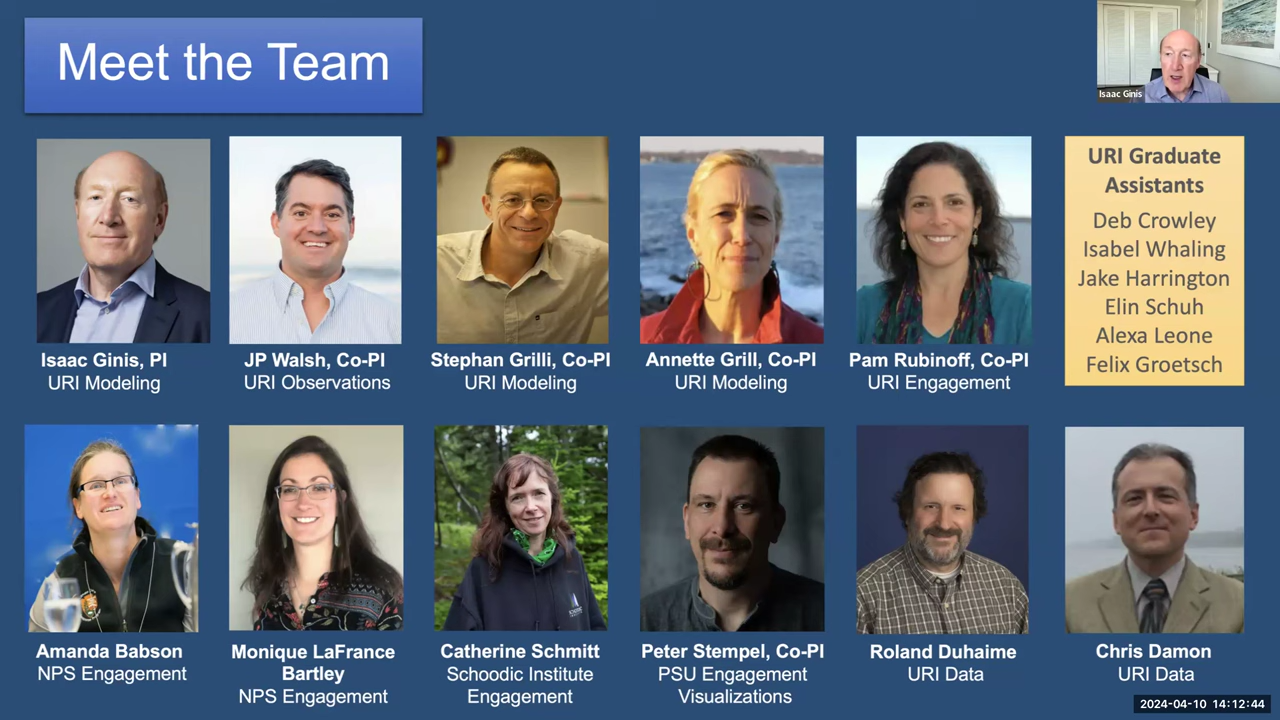 Meet the Team
Isaac Ginis
Isaac Ginis, PI
URI Modeling
JP Walsh, Co-PI
URI Observations
Stephan Grilli, Co-PI
URI Modeling
Annette Grill, Co-PI
URI Modeling
Pam Rubinoff, Co-PI
URI Engagement
URI Graduate
Assistants
Deb Crowley
Isabel Whaling
Jake Harrington
Elin Schuh
Alexa Leone
Felix Groetsch
Amanda Babson
NPS Engagement
Monique LaFrance
Bartley
NPS Engagement
Catherine Schmitt
Schoodic Institute
Engagement
Peter Stempel, Co-PI
PSU Engagement
Visualizations
Roland Duhaime
URI Data
Chris Damon
URI Data
2024-04-10 14:12:44